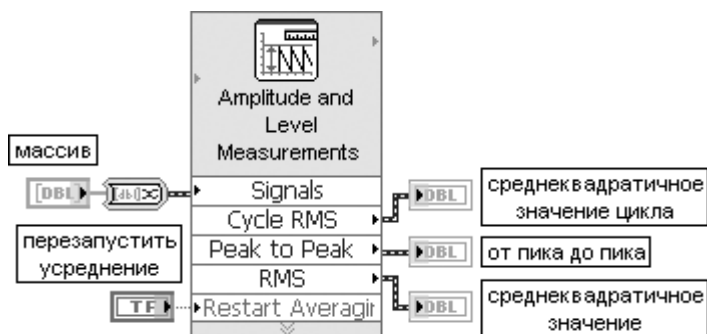 Amplitude and
Level
Measurements
массив
[DBL]
Signals
DBL
среднеквадратичное
значение цикла
Cycle RMS
перезапустить
усреднение
Peak to Peak
DBL
от пика до пика
RMS
TF
Restart Averagin
DBL
среднеквадратичное
значение